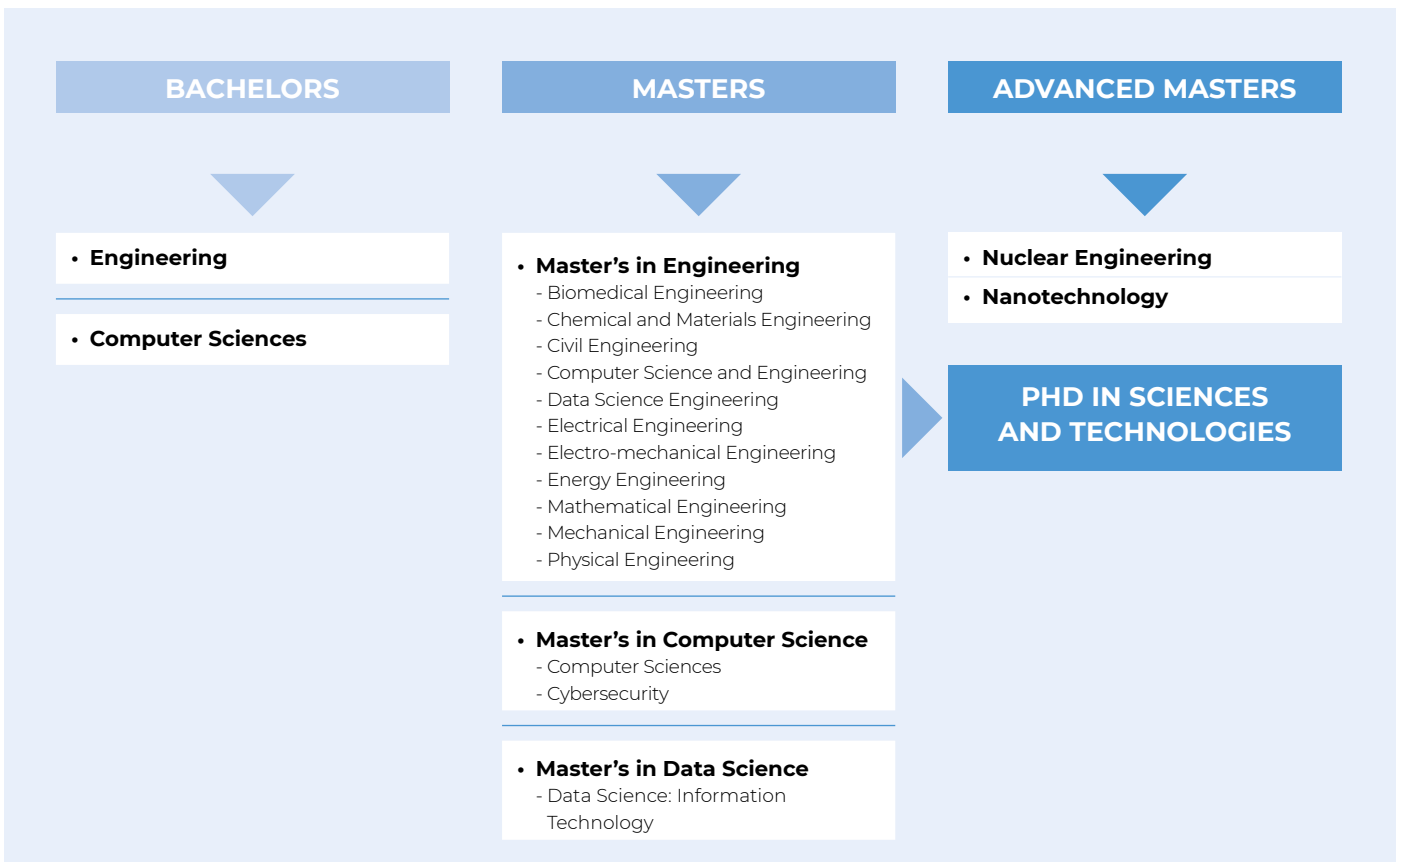 BACHELORS
• Engineering
• Computer Sciences
MASTERS
• Master’s in Engineering
- Biomedical Engineering
- Chemical and Materials Engineering
- Civil Engineering
- Computer Science and Engineering
- Data Science Engineering
- Electrical Engineering
- Electro-mechanical Engineering
- Energy Engineering
- Mathematical Engineering
- Mechanical Engineering
- Physical Engineering
• Master’s in Computer Science
- Computer Sciences
- Cybersecurity
• Master’s in Data Science
- Data Science: Information
Technology
ADVANCED MASTERS
• Nuclear Engineering
• Nanotechnology
PHD IN SCIENCES
AND TECHNOLOGIES